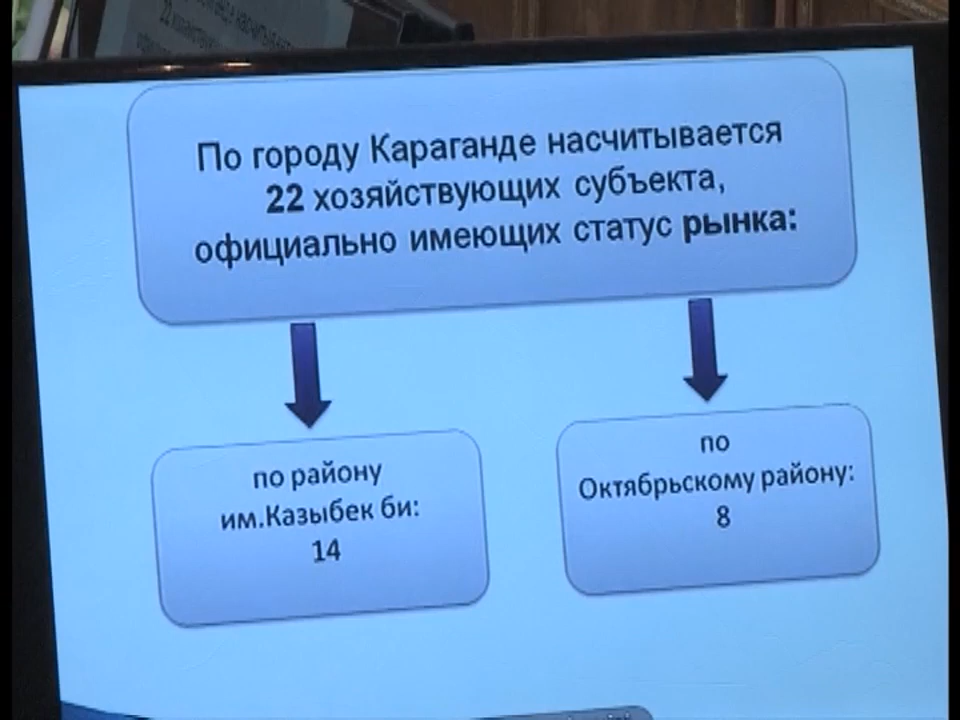 По городу Караганде насчитывается
22 хозяйствующих субъекта,
официально имеющих статус рынка:
по району
им.Казыбек би:
14
по
Октябрьскому району:
8